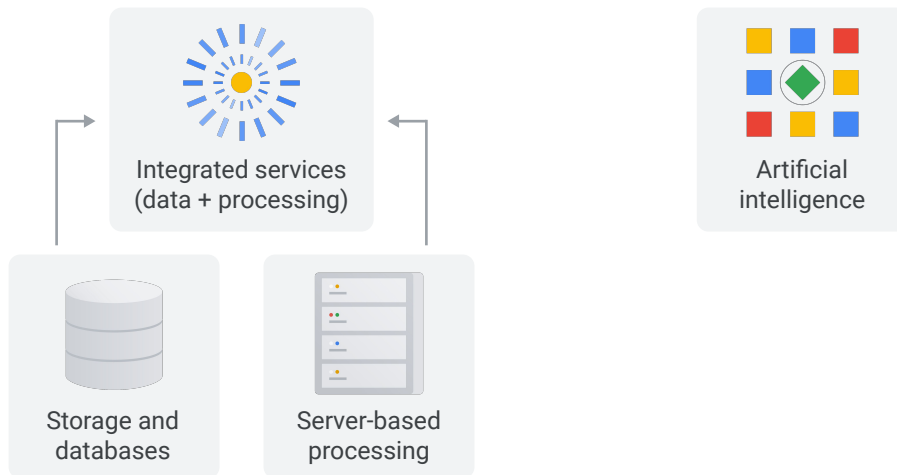 Integrated services
(data + processing)
Artificial
intelligence
Storage and
databases
Server-based
processing